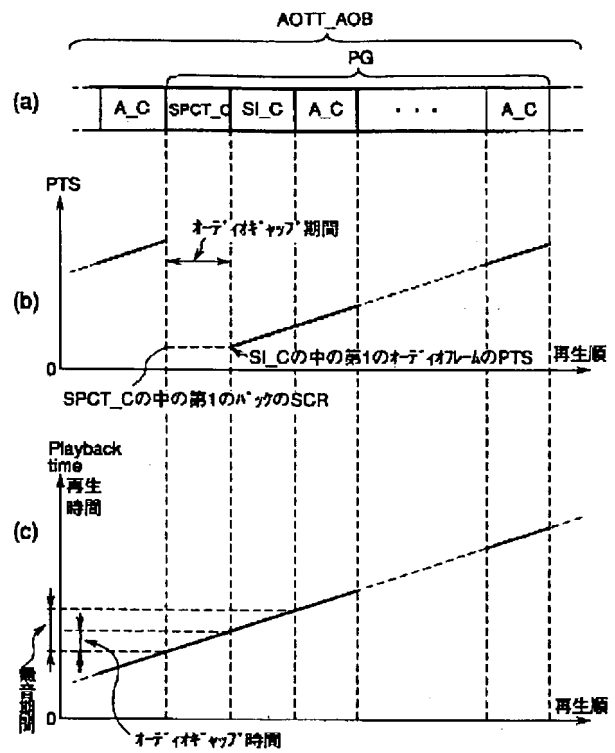 AOTT_AOB
PG
(a)
A_C SPCT_C SI_C A_C ・・・ A_C
PTS
オーディオギャップ期間
(b)
SI_Cの中の第1のオーディオフレームのPTS
再生順
0
SPCT_Cの中の第1のパックのSCR
Playback
time
再生
時間
(c)
無音期間
0
再生順
オーディオギャップ時間